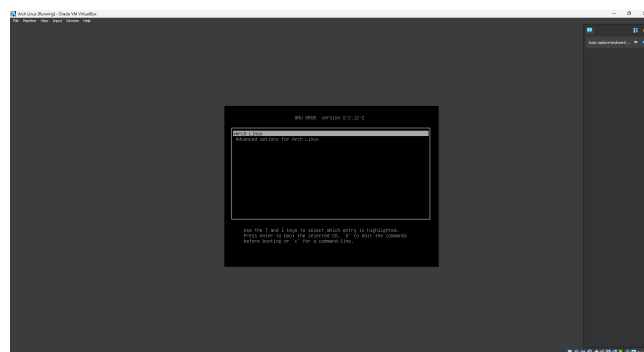 Arch Linux [Running] - Oracle VM VirtualBox
File Machine View Input Devices Help
Auto capture keyboard ...
GNU GRUB version 2:2.12-2
*Arch Linux
Advanced options for Arch Linux
Use the ↑ and ↓ keys to select which entry is highlighted.
Press enter to boot the selected OS, `e' to edit the commands
before booting or `c' for a command-line.